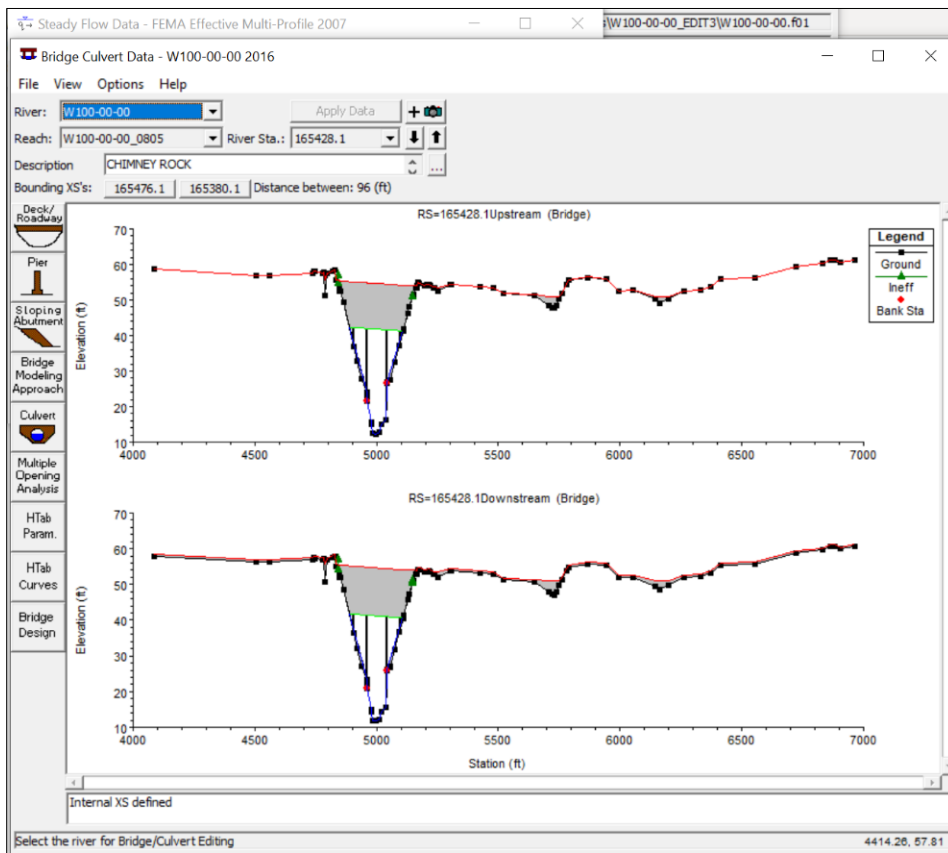 Steady Flow Data - FEMA Effective Multi-Profile 2007
s\W100-00-00_EDIT3\W100-00-00.f01
Bridge Culvert Data - W100-00-00 2016
File View Options Help
River: W100-00-00 Apply Data
Reach: W100-00-00_0805 River Sta.: 165428.1
Description CHIMNEY ROCK ...
Bounding XS's: 165476.1 165380.1 Distance between: 96 (ft)
Deck/
Roadway
Pier
Sloping
Abutment
Bridge
Modeling
Approach
Culvert
Multiple
Opening
Analysis
HTab
Param.
HTab
Curves
Bridge
Design
RS=165428.1Upstream (Bridge)
70
60
50
40
30
20
10
Elevation (ft)
4000 4500 5000 5500 6000 6500 7000
Legend
Ground
Ineff
Bank Sta
RS=165428.1Downstream (Bridge)
70
60
50
40
30
20
10
Elevation (ft)
4000 4500 5000 5500 6000 6500 7000
Station (ft)
Internal XS defined
Select the river for Bridge/Culvert Editing
4414.26, 57.81